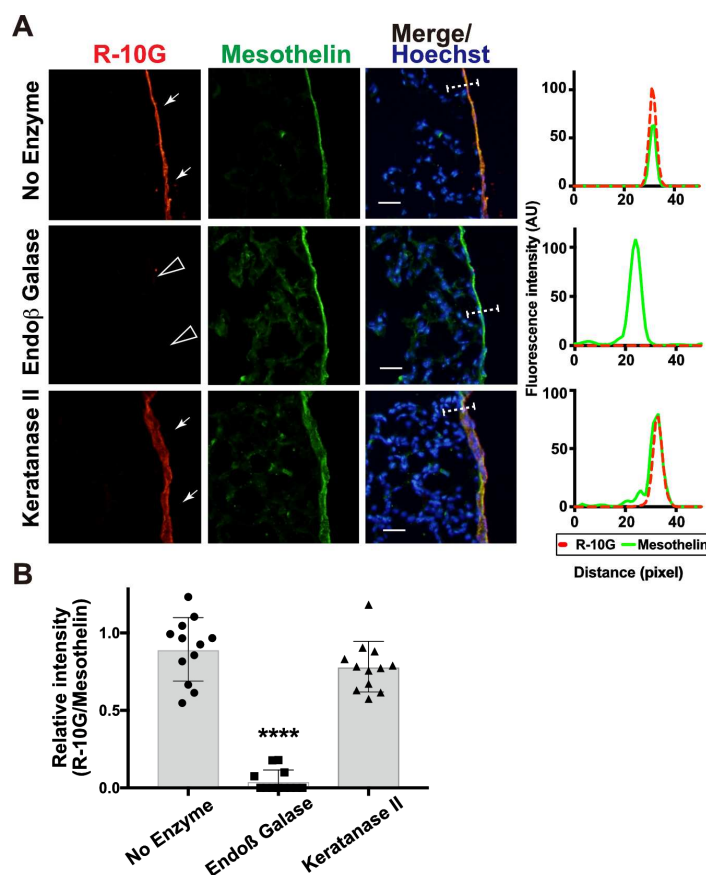 A
R-10G Mesothelin Merge/
Hoechst
No Enzyme
Endoβ Galase
Keratanase II
Fluorescence intensity (AU)
100
50
0
0 20 40
100
50
0
0 20 40
100
50
0
0 20 40
R-10G Mesothelin
Distance (pixel)
B
Relative intensity
(R-10G/Mesothelin)
1.0
0.5
0.0
****
No Enzyme
Endoß Galase
Keratanase II